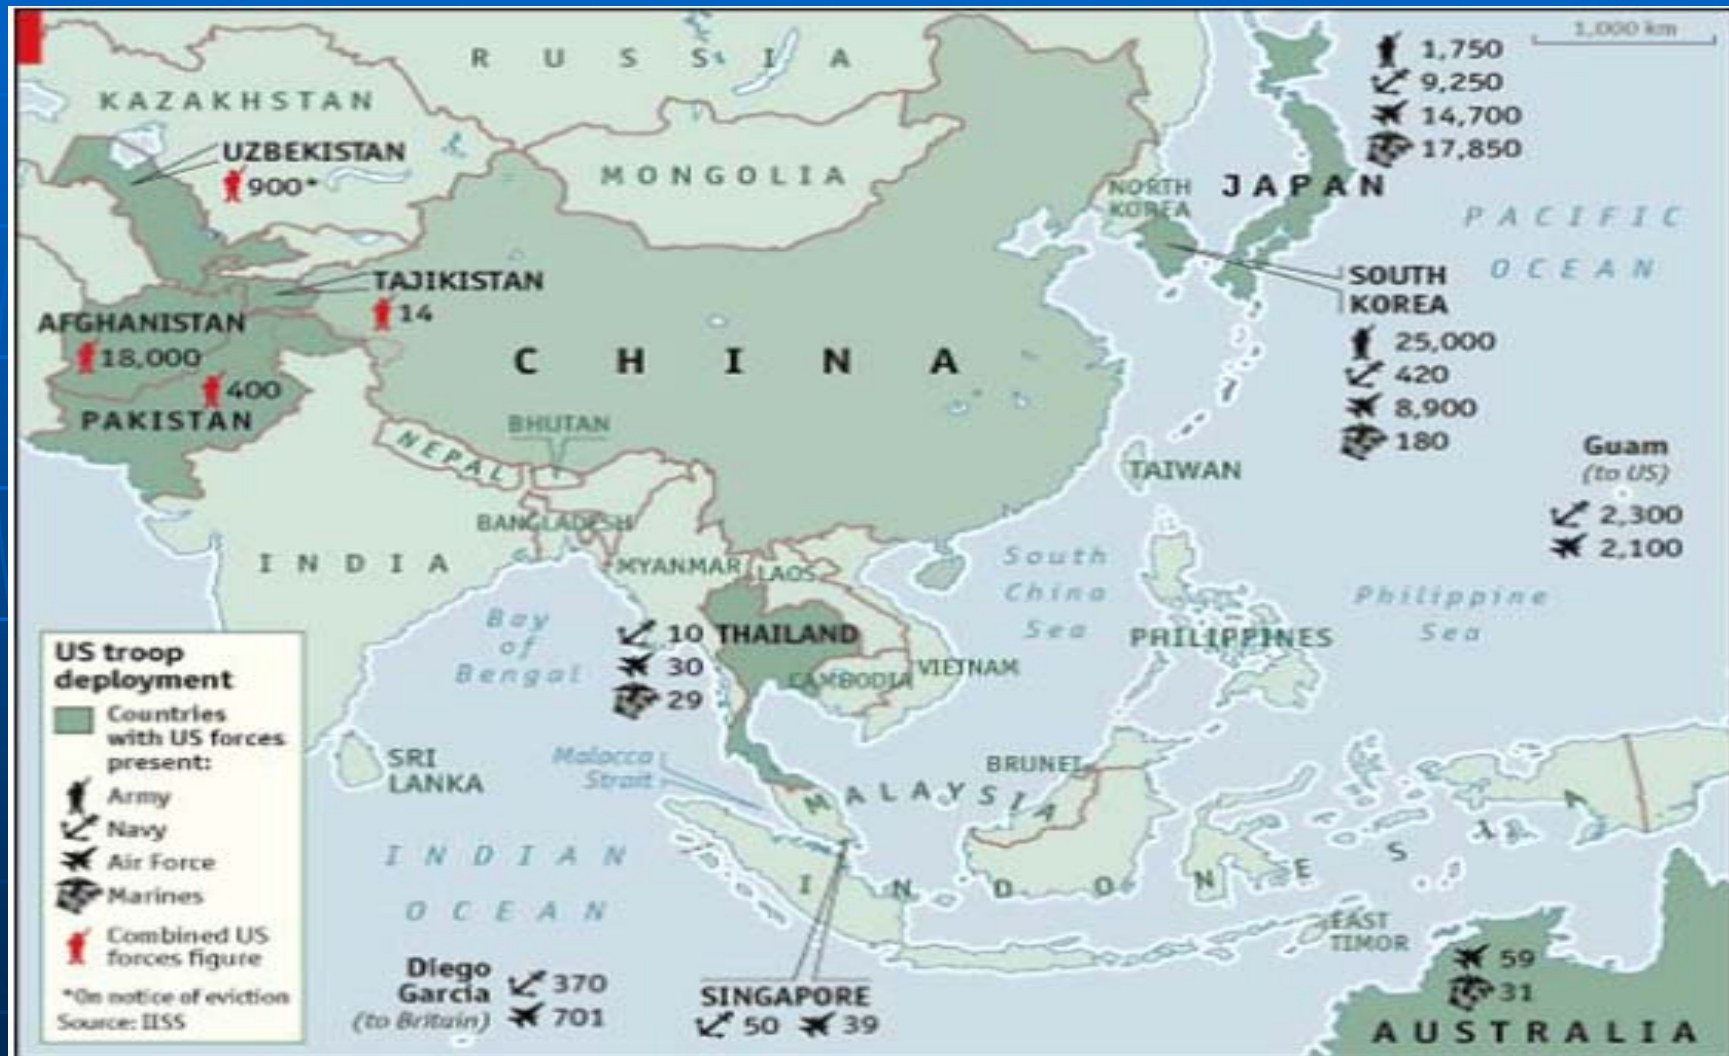 1,000 km
RUSSIA
KAZAKHSTAN
UZBEKISTAN
900*
MONGOLIA
1,750
9,250
14,700
17,850
JAPAN
NORTH
KOREA
PACIFIC
OCEAN
TAJIKISTAN
14
AFGHANISTAN
18,000
400
PAKISTAN
CHINA
SOUTH
KOREA
25,000
420
8,900
180
NEPAL
BHUTAN
TAIWAN
Guam
(to US)
2,300
2,100
BANGLADESH
INDIA
MYANMAR
LAOS
South
China
Sea
Philippine
Sea
Bay
of
Bengal
10
30
29
THAILAND
CAMBODIA
VIETNAM
PHILIPPINES
SRI
LANKA
Malacca
Strait
BRUNEI
MALAYSIA
INDONESIA
INDIAN
OCEAN
EAST
TIMOR
Diego
Garcia
(to Britain)
370
701
SINGAPORE
50 39
59
31
AUSTRALIA
US troop
deployment
Countries
with US forces
present:
Army
Navy
Air Force
Marines
Combined US
forces figure
*On notice of eviction
Source: IISS